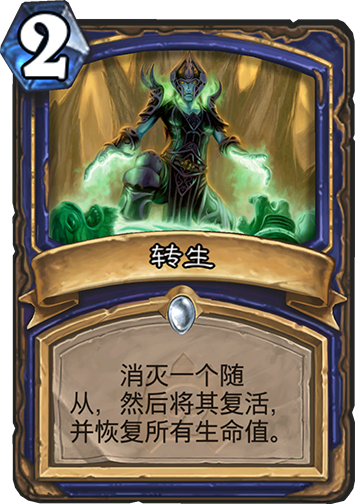 2
转生
消灭一个随
从，然后将其复活，
并恢复所有生命值。